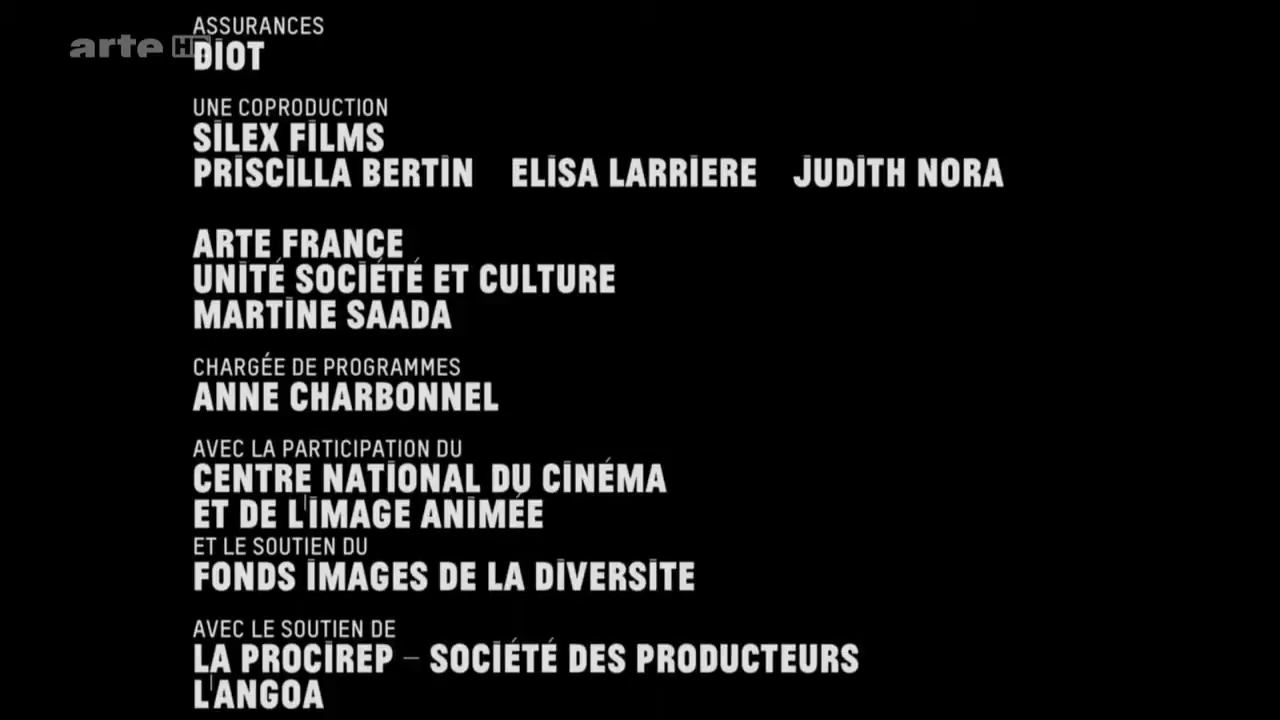 ASSURANCES
arte HD
DIOT
UNE COPRODUCTION
SILEX FILMS
PRISCILLA BERTIN ELISA LARRIERE JUDITH NORA
ARTE FRANCE
UNITÉ SOCIÉTÉ ET CULTURE
MARTINE SAADA
CHARGÉE DE PROGRAMMES
ANNE CHARBONNEL
AVEC LA PARTICIPATION DU
CENTRE NATIONAL DU CINÉMA
ET DE L'IMAGE ANIMÉE
ET LE SOUTIEN DU
FONDS IMAGES DE LA DIVERSITE
AVEC LE SOUTIEN DE
LA PROCIREP – SOCIÉTÉ DES PRODUCTEURS
L'ANGOA